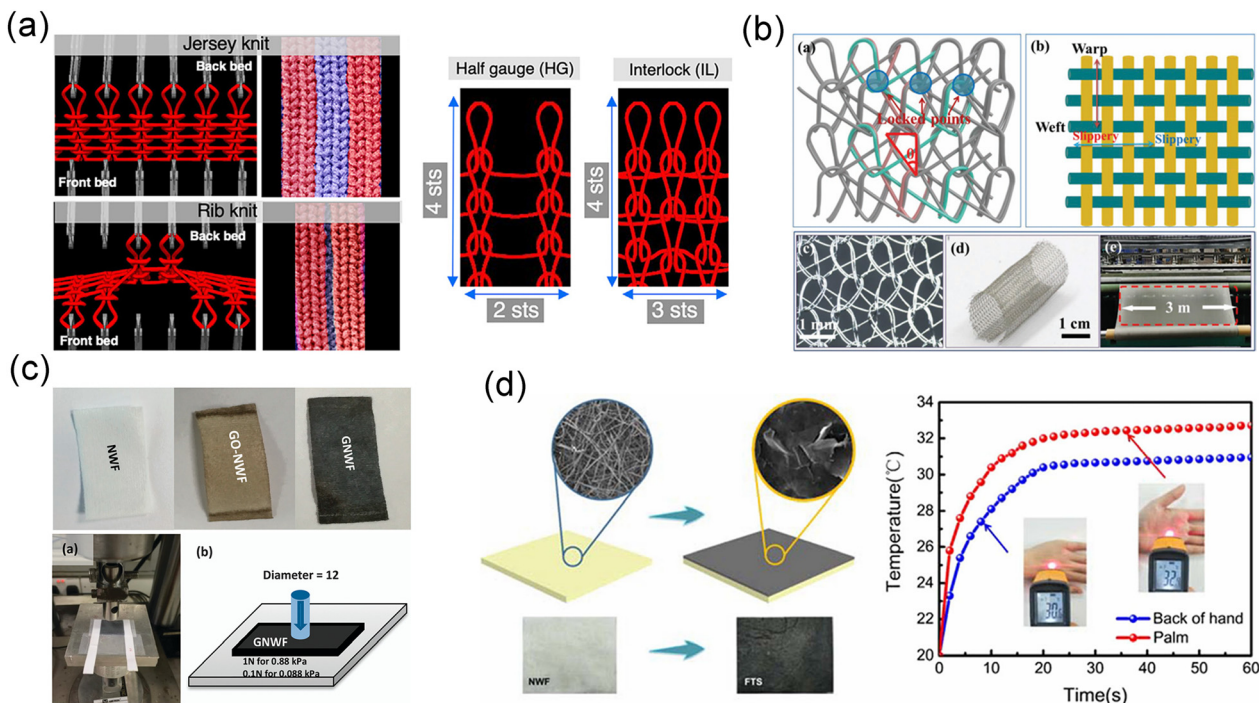 (a)
Jersey knit
Back bed
Front bed
Rib knit
Back bed
Front bed
Half gauge (HG)
4 sts
2 sts
Interlock (IL)
4 sts
3 sts
(b)
(a)
Locked points
θ
(b)
Warp
Weft
Slippery
Slippery
(c)
1 mm
(d)
1 cm
(e)
3 m
(c)
NWF
GO-NWF
GNWF
(a)
(b)
Diameter = 12
GNWF
1N for 0.88 kPa
0.1N for 0.088 kPa
(d)
NWF
FTS
Temperature(℃)
34
32
30
28
26
24
22
20
32
Back of hand
Palm
0
10
20
30
40
50
60
Time(s)